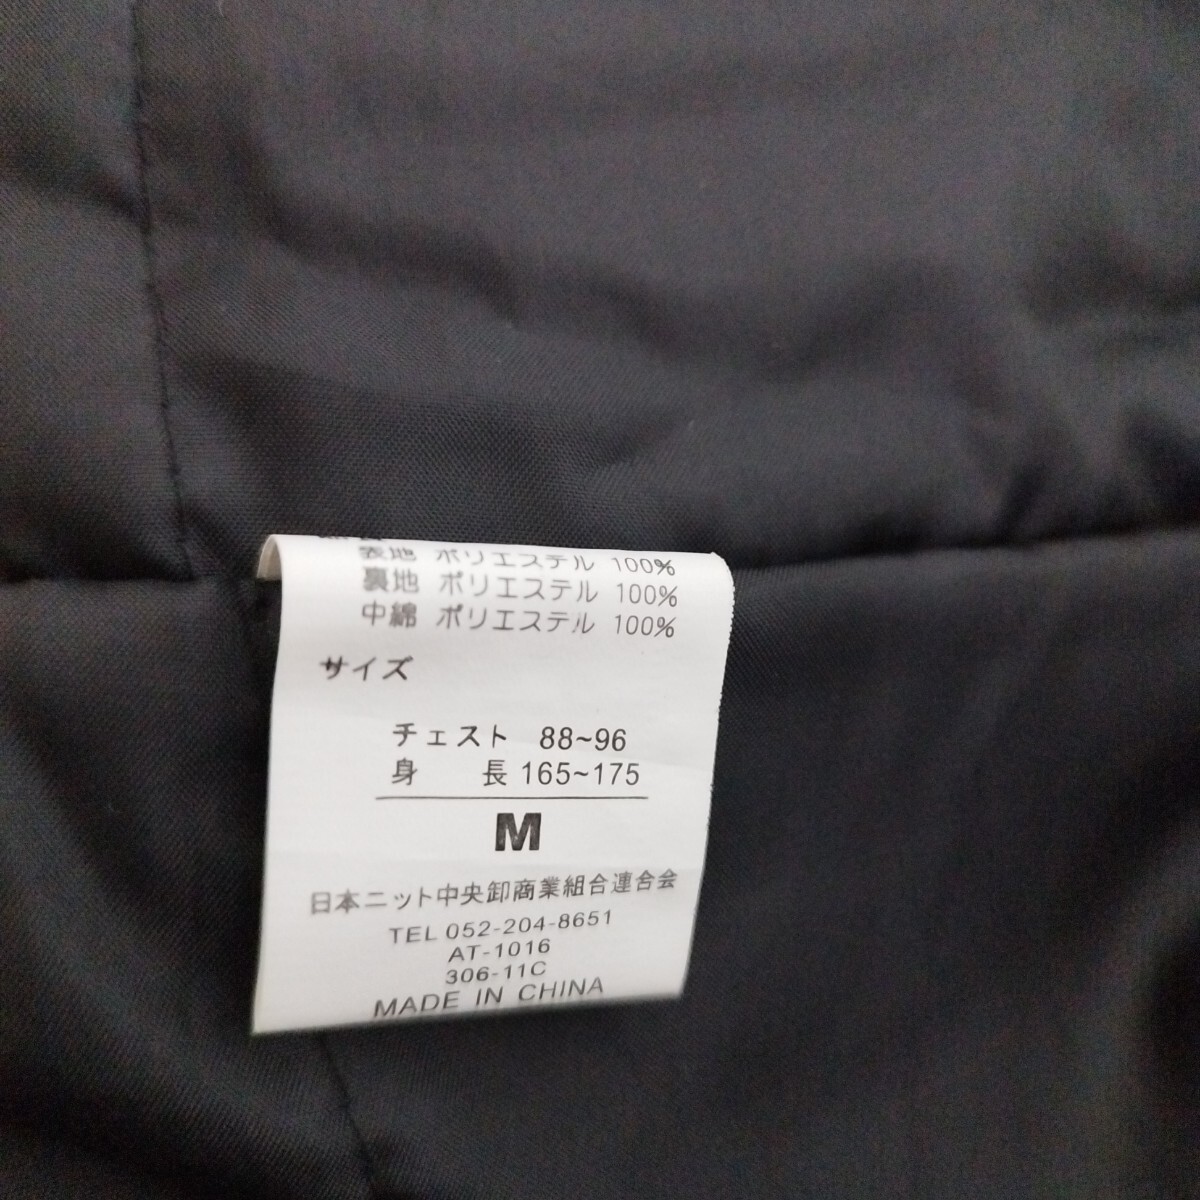 表地 ポリエステル 100%
裏地 ポリエステル 100%
中綿 ポリエステル 100%
サイズ
チェスト 88~96
身 長 165~175
M
日本ニット中央卸商業組合連合会
TEL 052-204-8651
AT-1016
306-11C
MADE IN CHINA